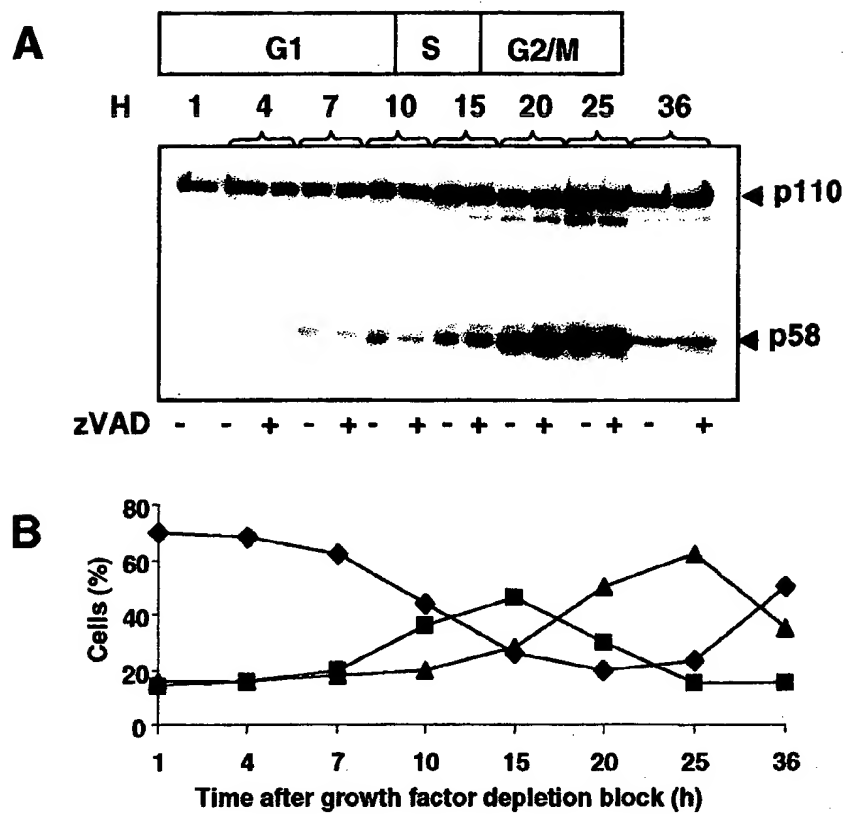 A
G1 S G2/M
H 1 4 7 10 15 20 25 36
p110
p58
zVAD - - + - + - + - + - + - + - +
B
80
60
40
20
0
Cells (%)
1 4 7 10 15 20 25 36
Time after growth factor depletion block (h)